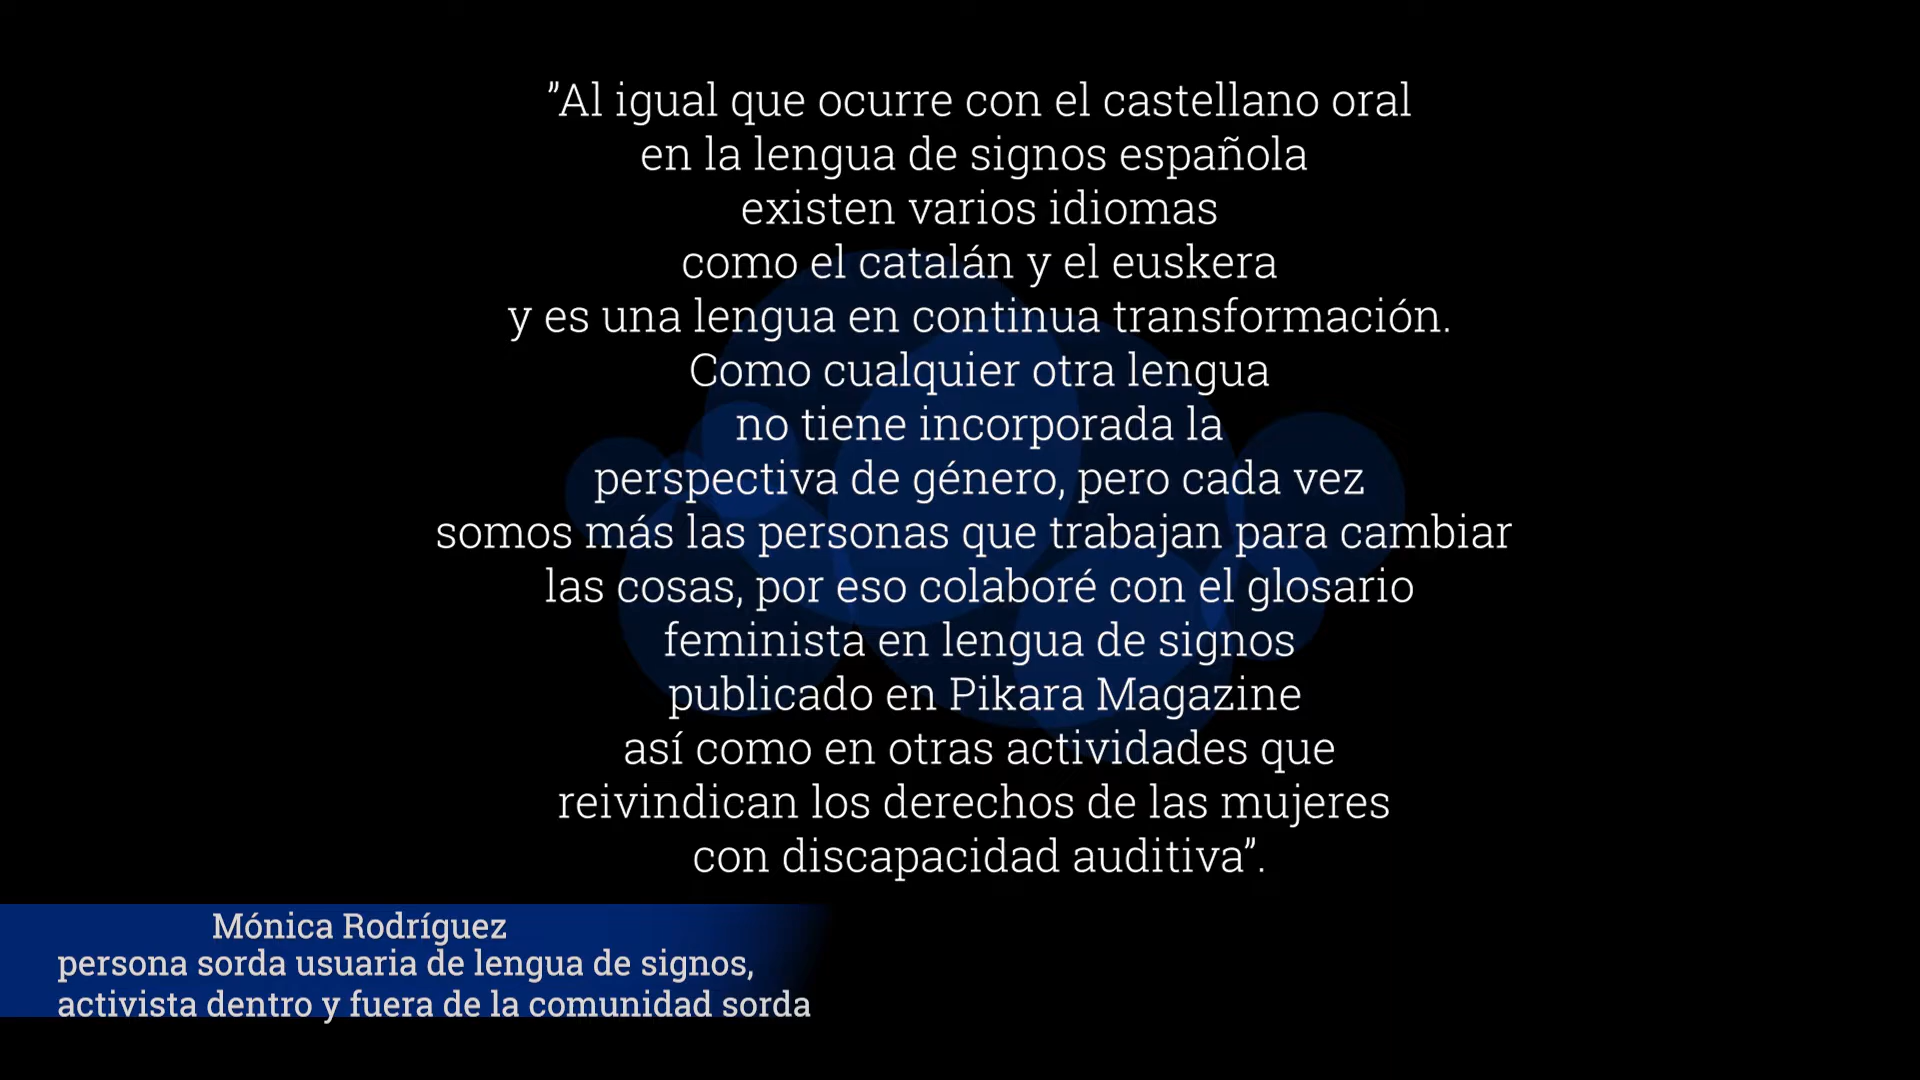 ”Al igual que ocurre con el castellano oral
en la lengua de signos española
existen varios idiomas
como el catalán y el euskera
y es una lengua en continua transformación.
Como cualquier otra lengua
no tiene incorporada la
perspectiva de género, pero cada vez
somos más las personas que trabajan para cambiar
las cosas, por eso colaboré con el glosario
feminista en lengua de signos
publicado en Pikara Magazine
así como en otras actividades que
reivindican los derechos de las mujeres
con discapacidad auditiva”.
Mónica Rodríguez
persona sorda usuaria de lengua de signos,
activista dentro y fuera de la comunidad sorda